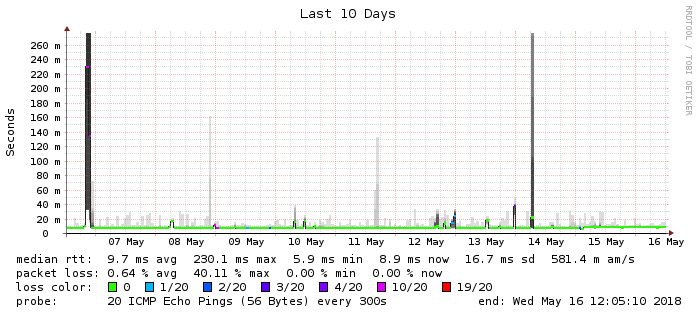 Last 10 Days
RRDTOOL / TOBI OETIKER
Seconds
260 m
240 m
220 m
200 m
180 m
160 m
140 m
120 m
100 m
80 m
60 m
40 m
20 m
0
07 May 08 May 09 May 10 May 11 May 12 May 13 May 14 May 15 May 16 May
median rtt: 9.7 ms avg 230.1 ms max 5.9 ms min 8.9 ms now 16.7 ms sd 581.4 m am/s
packet loss: 0.64 % avg 40.11 % max 0.00 % min 0.00 % now
loss color: 0 1/20 2/20 3/20 4/20 10/20 19/20
probe: 20 ICMP Echo Pings (56 Bytes) every 300s end: Wed May 16 12:05:10 2018